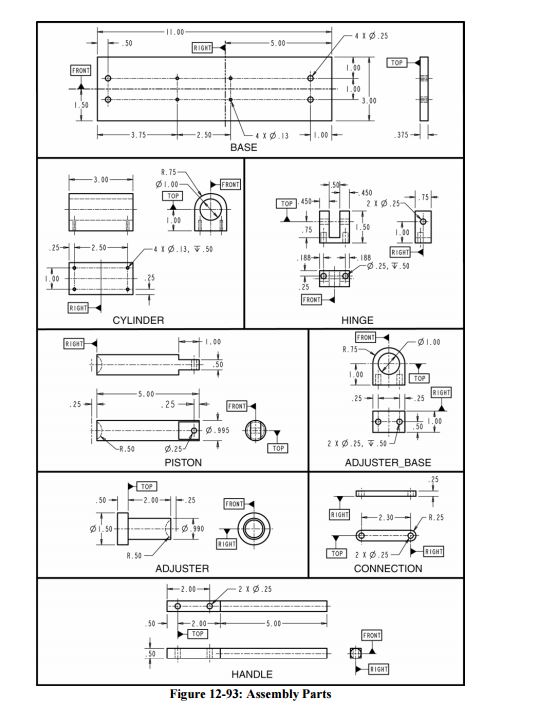 11.00
.50
RIGHT
5.00
4 X Ø.25
FRONT
TOP
1.00
1.00
3.00
1.50
3.75
2.50
4 X Ø.13
1.00
.375
BASE
3.00
R.75
Ø1.00
FRONT
TOP
1.00
.25
2.50
4 X Ø.13, ↧.50
1.00
.25
RIGHT
CYLINDER
.50
.450
TOP
.450
2 X Ø.25
.75
1.50
.75
1.00
RIGHT
.188
.188
Ø.25, ↧.50
.25
FRONT
HINGE
RIGHT
1.00
.50
5.00
.25
.25
FRONT
Ø.995
R.50
Ø.25
TOP
PISTON
FRONT
R.75
Ø1.00
1.00
TOP
RIGHT
.25
.25
1.00
.50
2 X Ø.25, ↧.50
ADJUSTER_BASE
TOP
.50
2.00
.25
FRONT
Ø1.50
Ø.990
RIGHT
R.50
ADJUSTER
.25
RIGHT
2.30
R.25
TOP
2 X Ø.25
RIGHT
CONNECTION
2.00
2 X Ø.25
.50
2.00
5.00
TOP
.50
FRONT
RIGHT
HANDLE
Figure 12-93: Assembly Parts